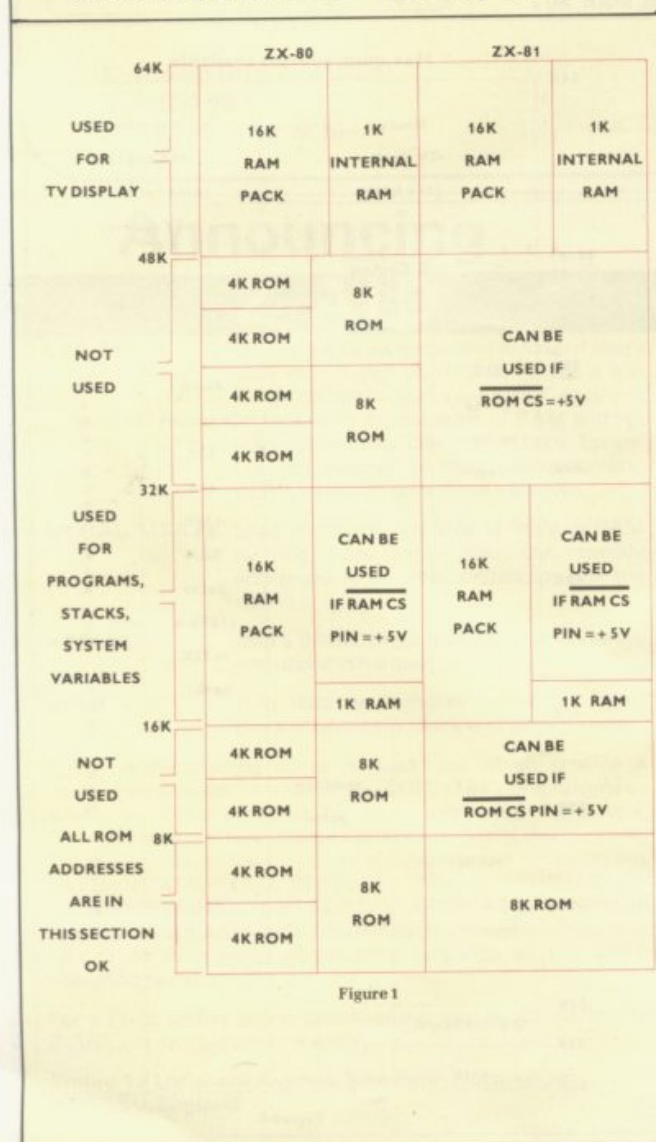 ZX-80 ZX-81
64K
USED
FOR
TV DISPLAY
16K
RAM
PACK
1K
INTERNAL
RAM
16K
RAM
PACK
1K
INTERNAL
RAM
48K
NOT
USED
4K ROM
4K ROM
4K ROM
4K ROM
8K
ROM
8K
ROM
CAN BE
USED IF
ROM CS = +5V
32K
USED
FOR
PROGRAMS,
STACKS,
SYSTEM
VARIABLES
16K
RAM
PACK
CAN BE
USED
IF RAM CS
PIN = + 5V
1K RAM
16K
RAM
PACK
CAN BE
USED
IF RAM CS
PIN = + 5V
1K RAM
16K
NOT
USED
4K ROM
4K ROM
8K
ROM
CAN BE
USED IF
ROM CS PIN = +5V
8K
ALL ROM
ADDRESSES
ARE IN
THIS SECTION
OK
4K ROM
4K ROM
8K
ROM
8K ROM
Figure 1